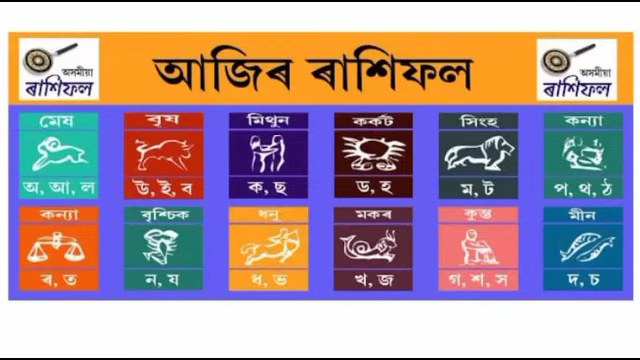 অসমীয়া
ৰাশিফল
আজিৰ ৰাশিফল
অসমীয়া
ৰাশিফল
মেষ
বৃষ
মিথুন
কৰ্কট
সিংহ
কন্যা
অ, আ, ল
উ, ই, ব
ক, ছ
ড, হ
ম, ট
প, থ, ঠ
কন্যা
বৃশ্চিক
ধনু
মকৰ
কুম্ভ
মীন
ৰ, ত
ন, য
ধ, ভ
খ, জ
গ, শ, স
দ, চ